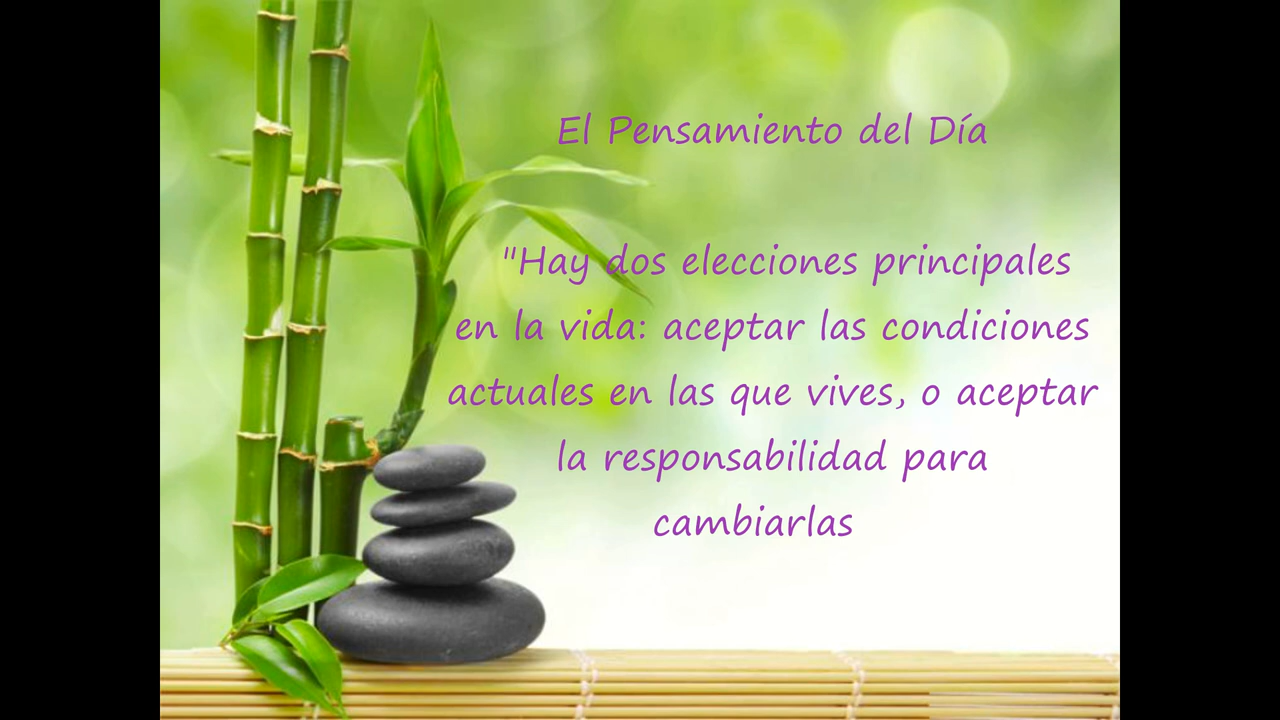 El Pensamiento del Día
"Hay dos elecciones principales
en la vida: aceptar las condiciones
actuales en las que vives, o aceptar
la responsabilidad para
cambiarlas